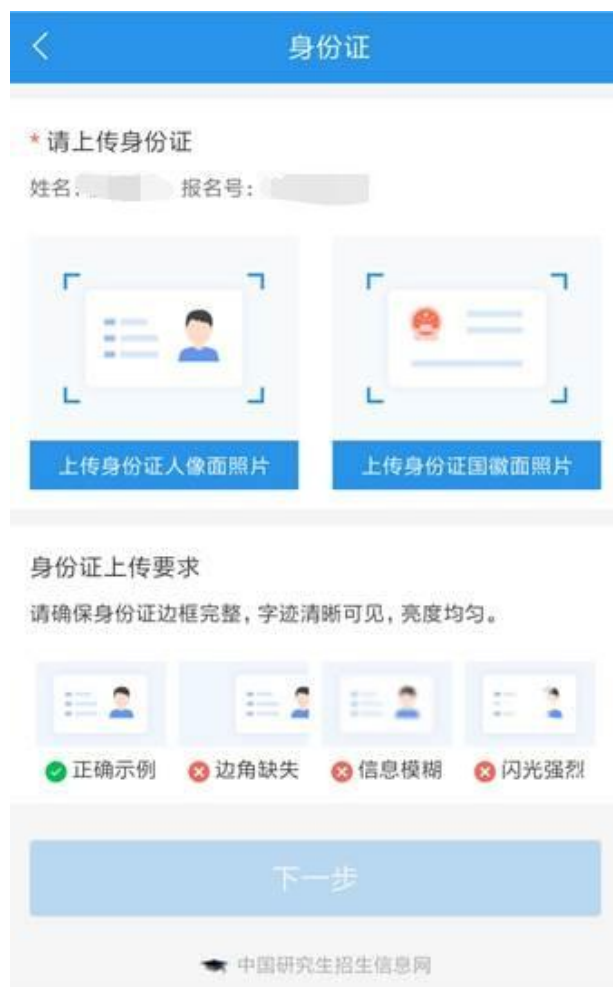 身份证
* 请上传身份证
姓名: 报名号:
上传身份证人像面照片 上传身份证国徽面照片
身份证上传要求
请确保身份证边框完整,字迹清晰可见,亮度均匀。
正确示例 边角缺失 信息模糊 闪光强烈
下一步
中国研究生招生信息网